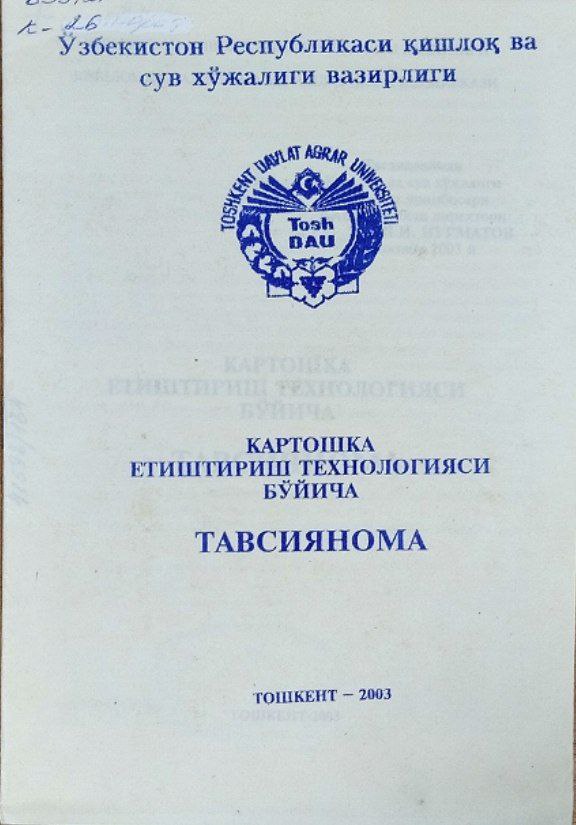 к - 26
Ўзбекистон Республикаси қишлоқ ва
сув хўжалиги вазирлиги
TOSHKENT DAVLAT AGRAR UNIVERSITETI
Tosh
DAU
КАРТОШКА
ЕТИШТИРИШ ТЕХНОЛОГИЯСИ
БЎЙИЧА
ТАВСИЯНОМА
ТОШКЕНТ – 2003